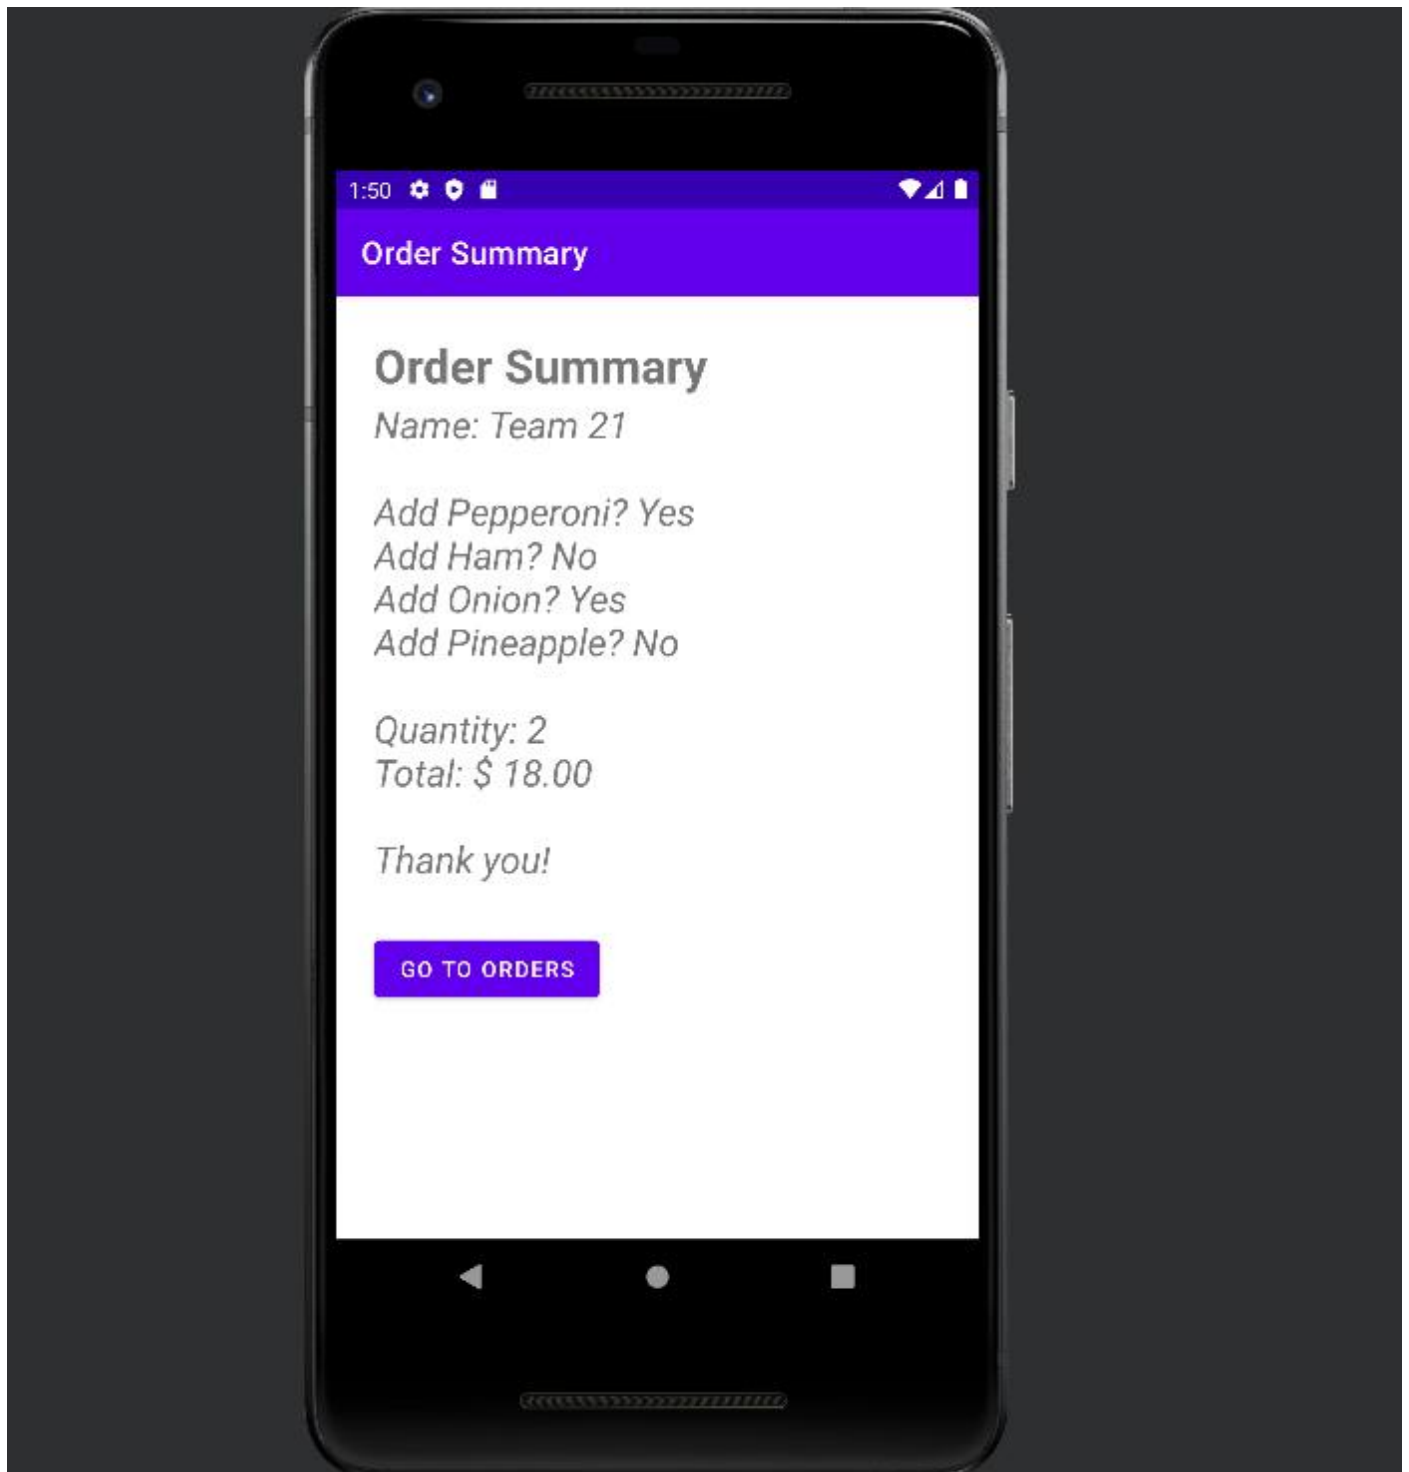 1:50
Order Summary
Order Summary
Name: Team 21
Add Pepperoni? Yes
Add Ham? No
Add Onion? Yes
Add Pineapple? No
Quantity: 2
Total: $ 18.00
Thank you!
GO TO ORDERS